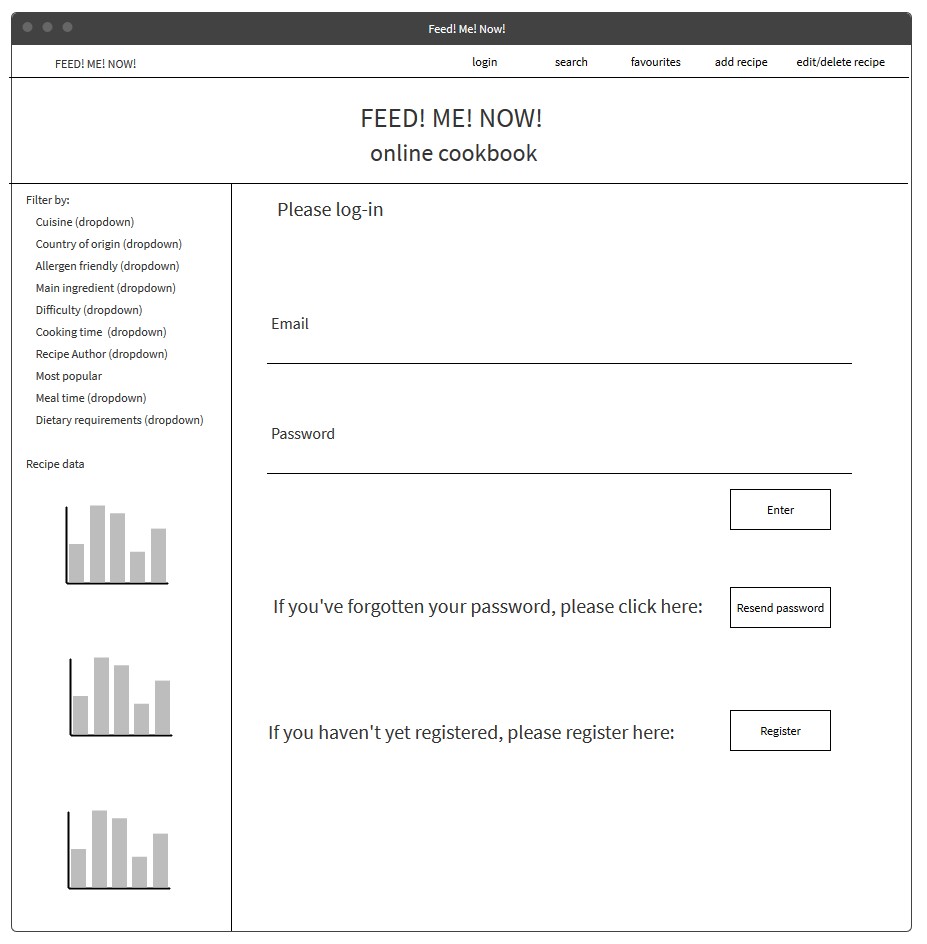 Feed! Me! Now!
FEED! ME! NOW!
login
search
favourites
add recipe
edit/delete recipe
FEED! ME! NOW!
online cookbook
Filter by:
Cuisine (dropdown)
Country of origin (dropdown)
Allergen friendly (dropdown)
Main ingredient (dropdown)
Difficulty (dropdown)
Cooking time  (dropdown)
Recipe Author (dropdown)
Most popular
Meal time (dropdown)
Dietary requirements (dropdown)
Recipe data
Please log-in
Email
Password
Enter
If you've forgotten your password, please click here:
Resend password
If you haven't yet registered, please register here:
Register